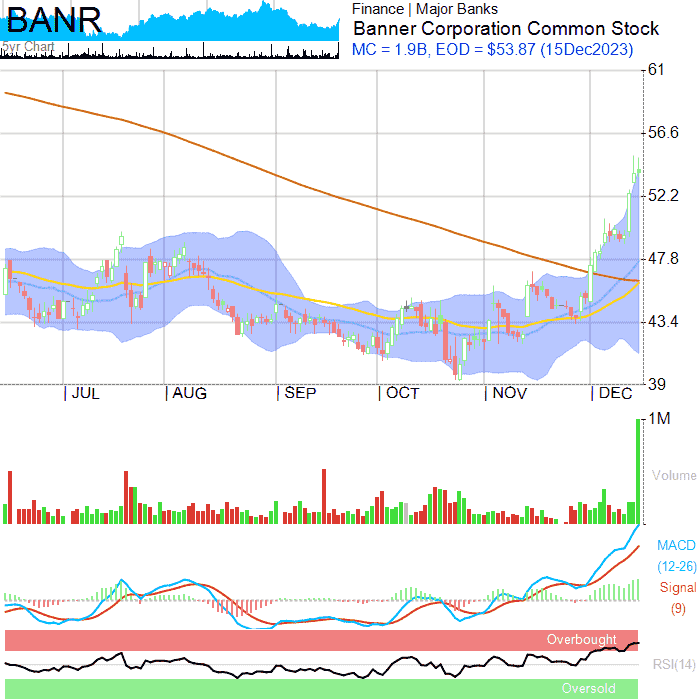 BANR
5yr Chart
Finance | Major Banks
Banner Corporation Common Stock
MC = 1.9B, EOD = $53.87 (15Dec2023)
61
56.6
52.2
47.8
43.4
39
JUL AUG SEP OCT NOV DEC
1M
Volume
MACD
(12-26)
Signal
(9)
Overbought
RSI(14)
Oversold